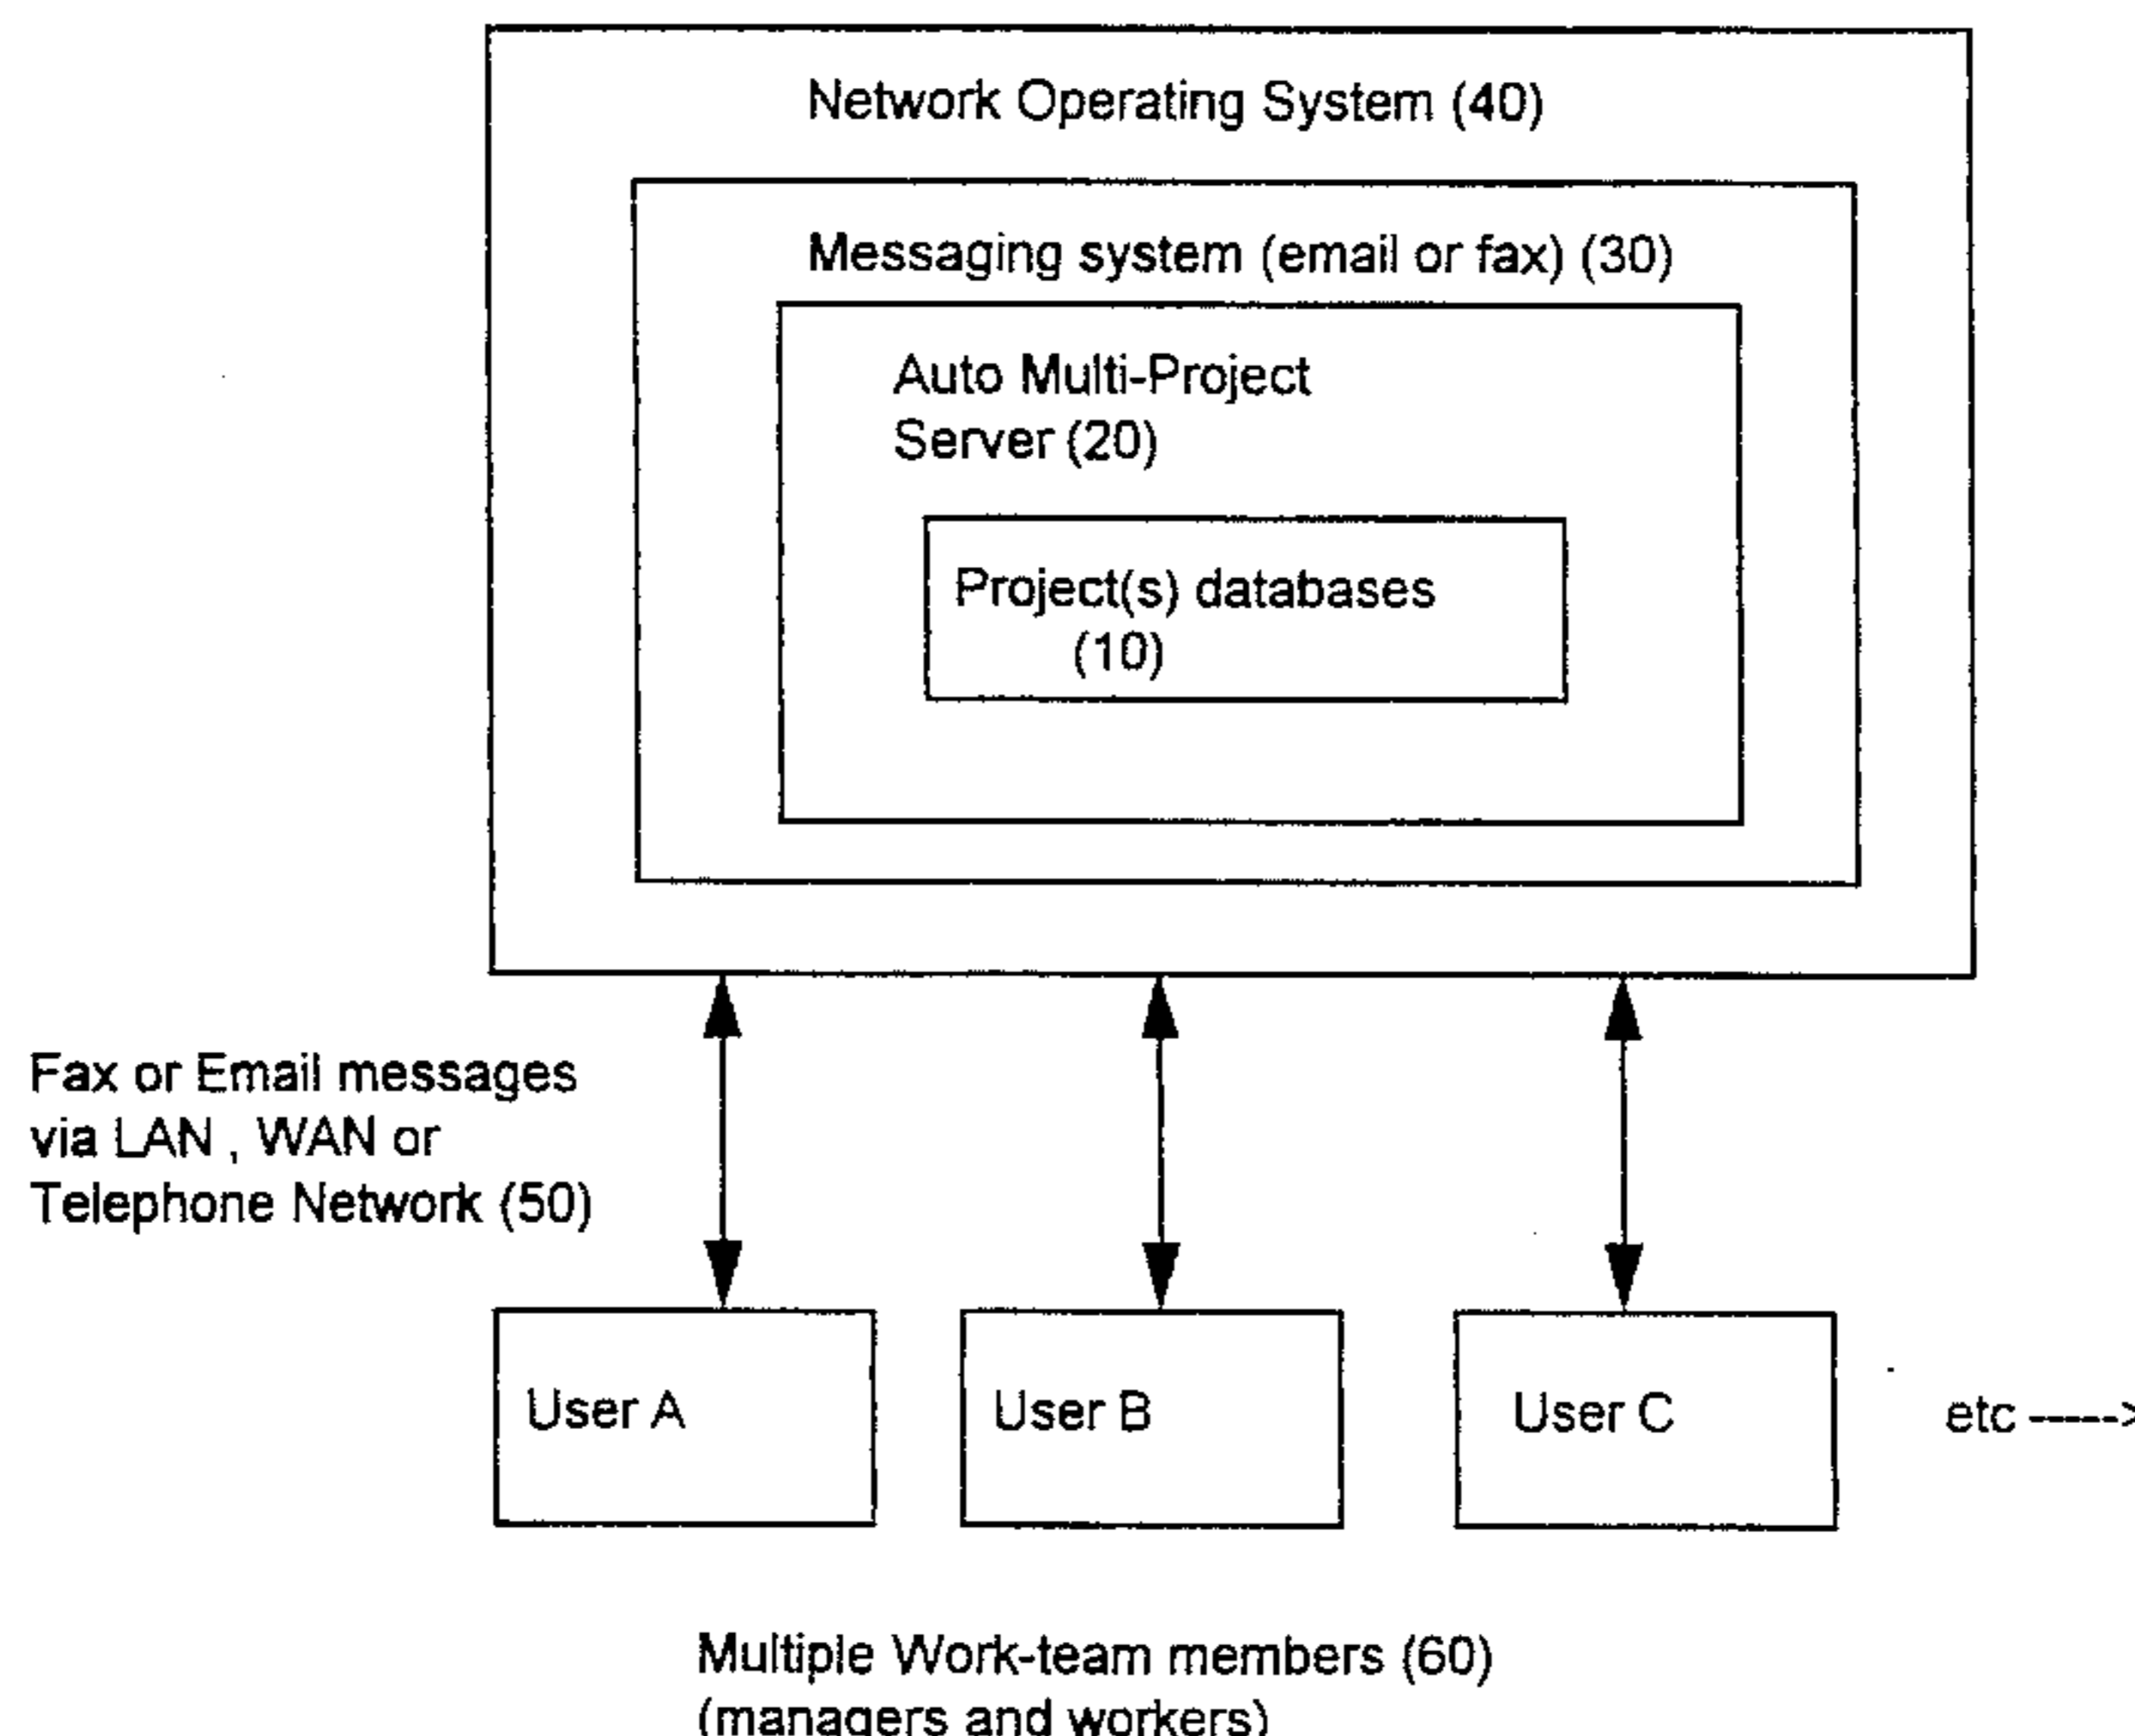 Network Operating System (40)
Messaging system (email or fax) (30)
Auto Multi-Project
Server (20)
Project(s) databases
(10)
Fax or Email messages
via LAN , WAN or
Telephone Network (50)
User A
User B
User C
etc ----->
Multiple Work-team members (60)
(managers and workers)